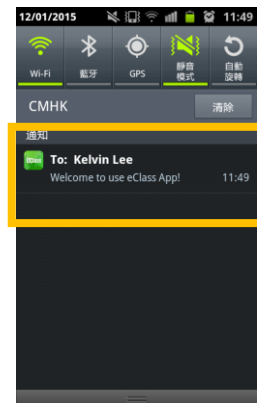 12/01/2015 11:49
Wi-Fi 藍牙 GPS 靜音模式 自動旋轉
CMHK 清除
通知
eClass To: Kelvin Lee
Welcome to use eClass App! 11:49